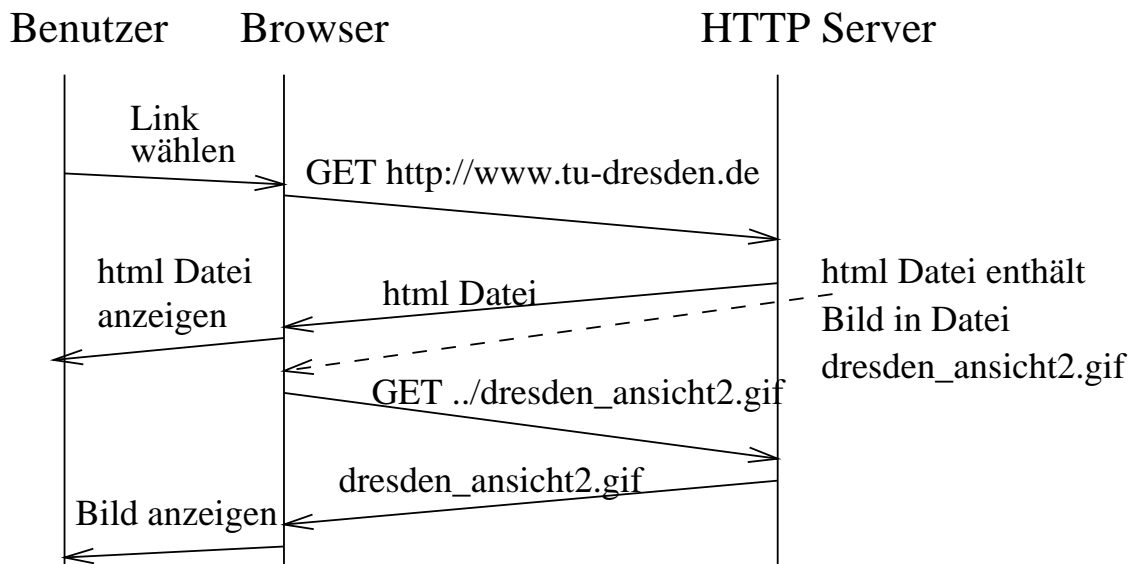 Benutzer Browser HTTP Server
Link
wählen
GET http://www.tu-dresden.de
html Datei
anzeigen
html Datei
html Datei enthält
Bild in Datei
dresden_ansicht2.gif
GET ../dresden_ansicht2.gif
dresden_ansicht2.gif
Bild anzeigen